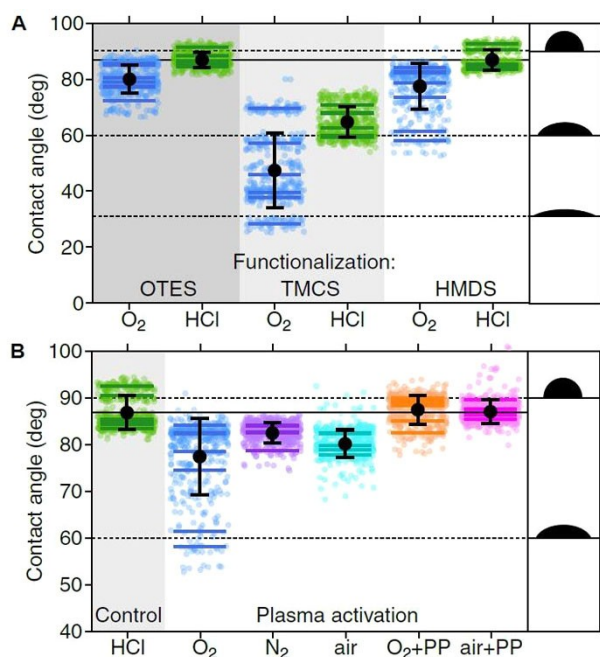 A
100
80
60
40
20
0
Contact angle (deg)
Functionalization:
OTES TMCS HMDS
O₂ HCl O₂ HCl O₂ HCl
B
100
90
80
70
60
50
40
Contact angle (deg)
Control Plasma activation
HCl O₂ N₂ air O₂+PP air+PP